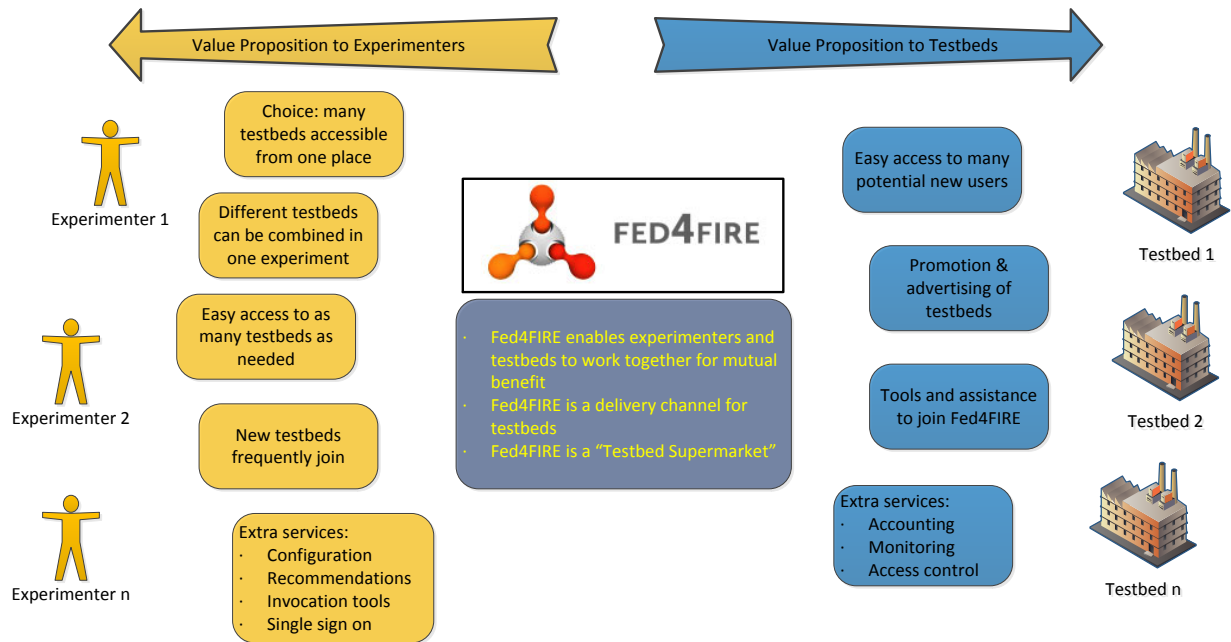 Value Proposition to Experimenters
Value Proposition to Testbeds
Experimenter 1
Experimenter 2
Experimenter n
Choice: many
testbeds accessible
from one place
Different testbeds
can be combined in
one experiment
Easy access to as
many testbeds as
needed
New testbeds
frequently join
Extra services:
· Configuration
· Recommendations
· Invocation tools
· Single sign on
FED4FIRE
· Fed4FIRE enables experimenters and
testbeds to work together for mutual
benefit
· Fed4FIRE is a delivery channel for
testbeds
· Fed4FIRE is a “Testbed Supermarket”
Easy access to many
potential new users
Promotion &
advertising of
testbeds
Tools and assistance
to join Fed4FIRE
Extra services:
· Accounting
· Monitoring
· Access control
Testbed 1
Testbed 2
Testbed n